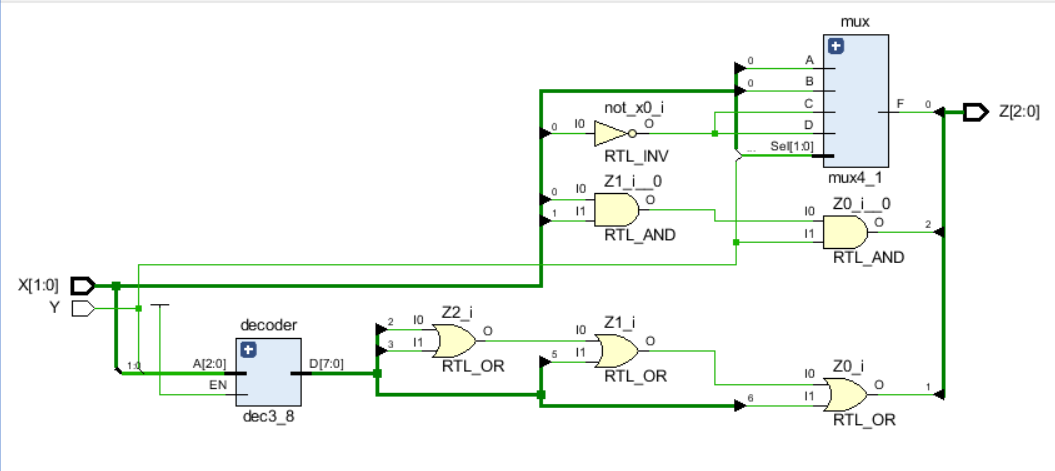 mux
0 A
0 B
C
D
... Sel[1:0]
F 0
mux4_1
Z[2:0]
not_x0_i
0 I0 O
RTL_INV
Z1_i__0
0 I0 O
1 I1
RTL_AND
Z0_i__0
I0 O 2
I1
RTL_AND
X[1:0]
Y
decoder
1:0 A[2:0] D[7:0]
EN
dec3_8
Z2_i
2 I0 O
3 I1
RTL_OR
Z1_i
I0 O
5 I1
RTL_OR
Z0_i
I0 O 1
6 I1
RTL_OR